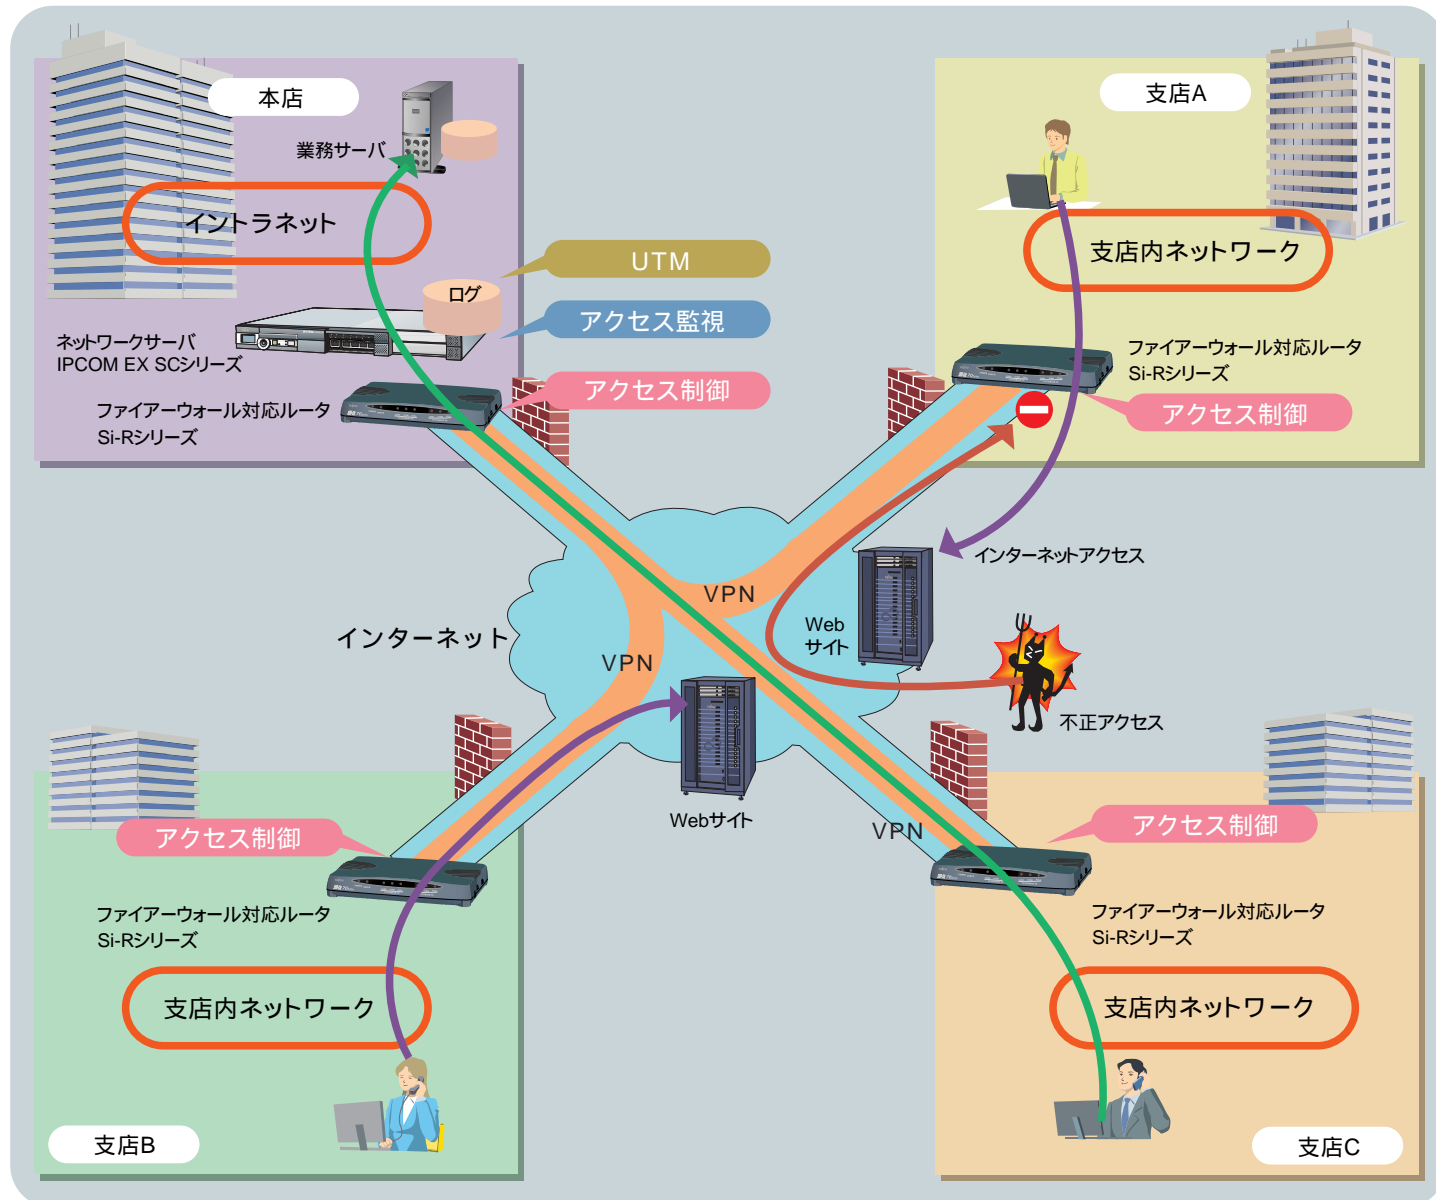 本店
業務サーバ
イントラネット
UTM
ログ
アクセス監視
ネットワークサーバ
IPCOM EX SCシリーズ
アクセス制御
ファイアーウォール対応ルータ
Si-Rシリーズ
支店A
支店内ネットワーク
ファイアーウォール対応ルータ
Si-Rシリーズ
アクセス制御
インターネットアクセス
VPN
Web
サイト
インターネット
VPN
不正アクセス
Webサイト
VPN
アクセス制御
ファイアーウォール対応ルータ
Si-Rシリーズ
支店内ネットワーク
支店B
アクセス制御
ファイアーウォール対応ルータ
Si-Rシリーズ
支店内ネットワーク
支店C